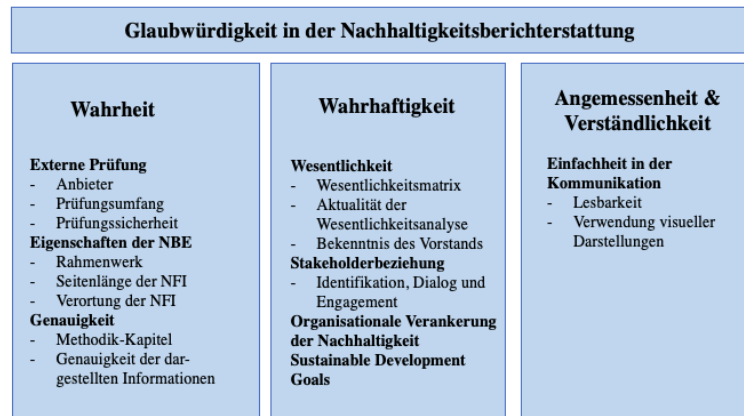 Glaubwürdigkeit in der Nachhaltigkeitsberichterstattung
Wahrheit
Externe Prüfung
- Anbieter
- Prüfungsumfang
- Prüfungssicherheit
Eigenschaften der NBE
- Rahmenwerk
- Seitenlänge der NFI
- Verortung der NFI
Genauigkeit
- Methodik-Kapitel
- Genauigkeit der dar-
gestellten Informationen
Wahrhaftigkeit
Wesentlichkeit
- Wesentlichkeitsmatrix
- Aktualität der
Wesentlichkeitsanalyse
- Bekenntnis des Vorstands
Stakeholderbeziehung
- Identifikation, Dialog und
Engagement
Organisationale Verankerung
der Nachhaltigkeit
Sustainable Development
Goals
Angemessenheit &
Verständlichkeit
Einfachheit in der
Kommunikation
- Lesbarkeit
- Verwendung visueller
Darstellungen